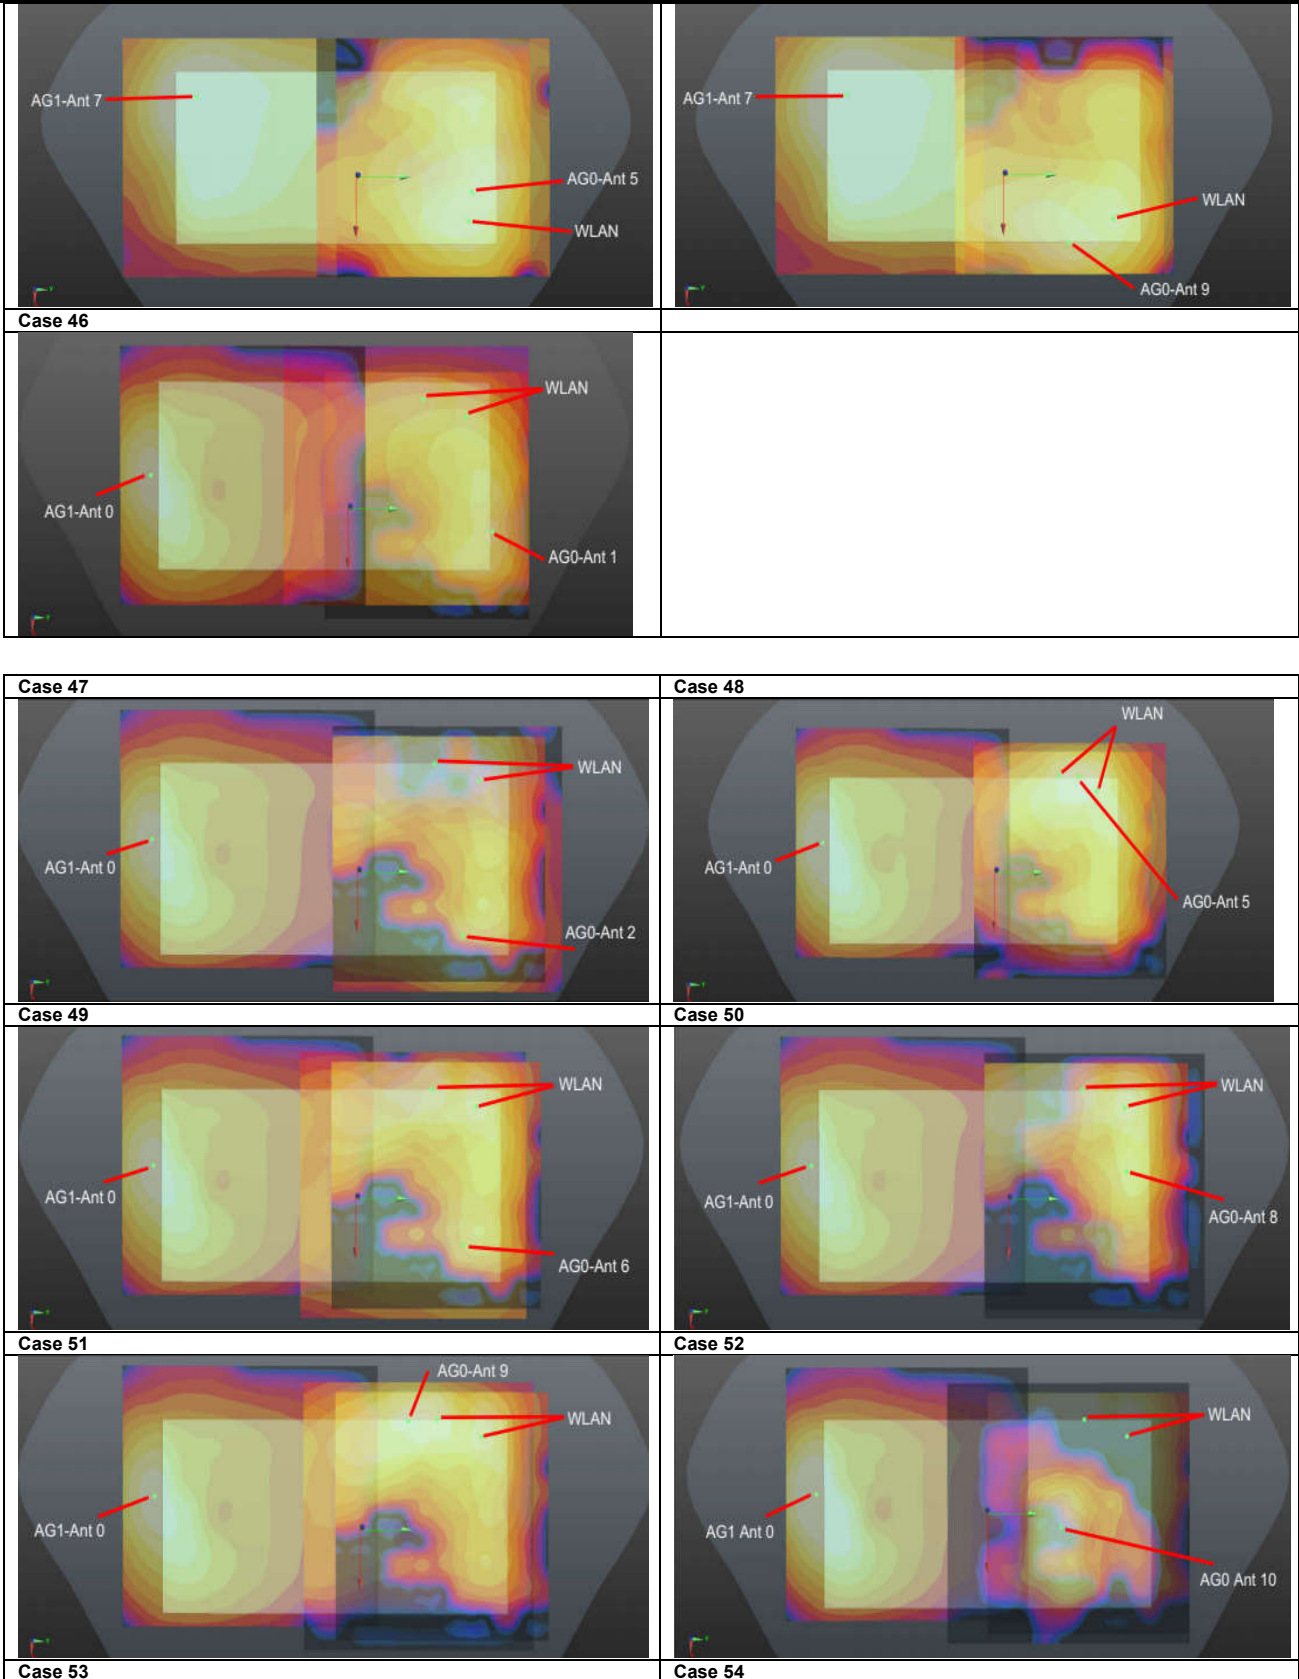 AG1-Ant 7
AG0-Ant 5
WLAN
AG1-Ant 7
WLAN
AG0-Ant 9
Case 46
WLAN
AG1-Ant 0
AG0-Ant 1
Case 47
Case 48
WLAN
AG1-Ant 0
AG0-Ant 2
WLAN
AG1-Ant 0
AG0-Ant 5
Case 49
Case 50
WLAN
AG1-Ant 0
AG0-Ant 6
WLAN
AG1-Ant 0
AG0-Ant 8
Case 51
Case 52
AG0-Ant 9
WLAN
AG1-Ant 0
WLAN
AG1 Ant 0
AG0 Ant 10
Case 53
Case 54